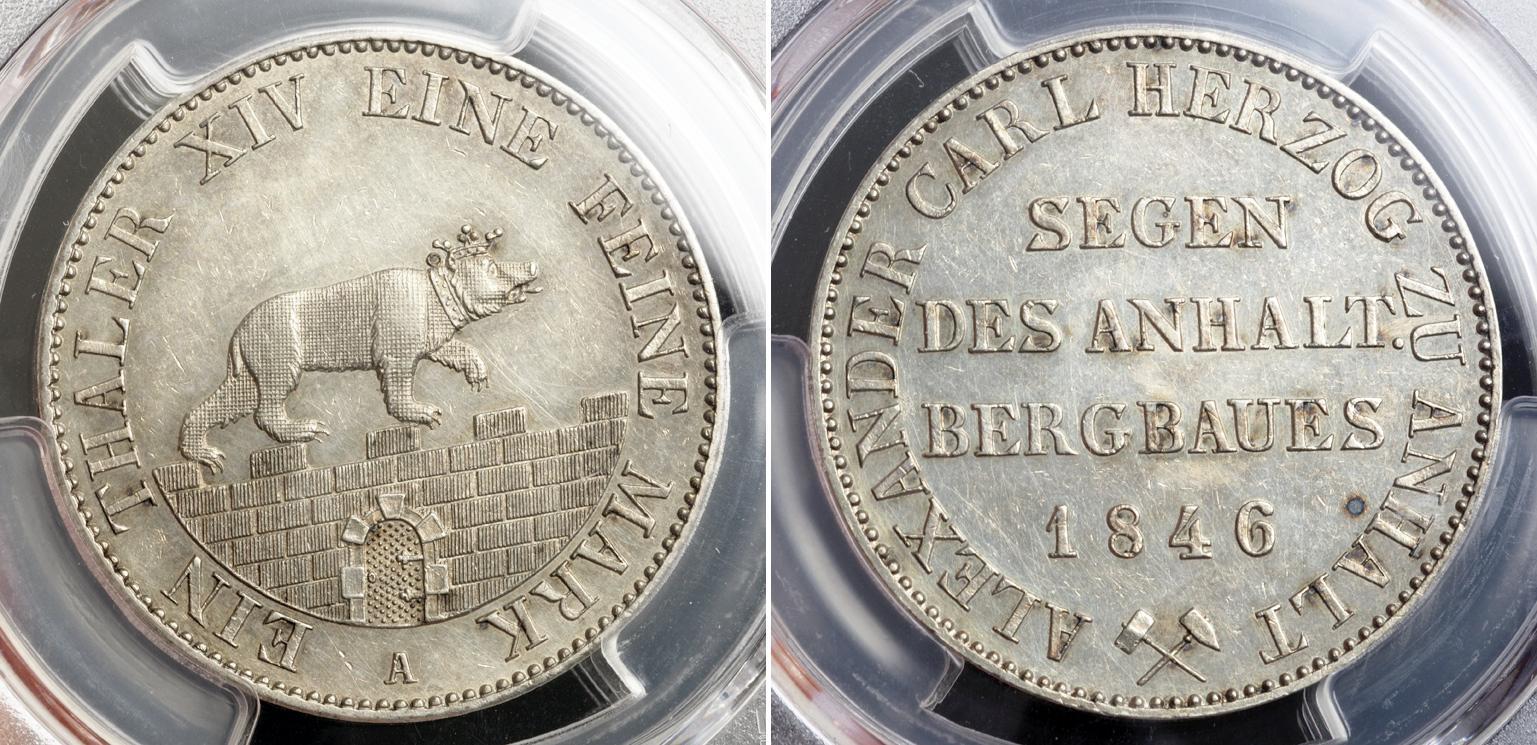 EIN THALER XIV EINE FEINE MARK
A
ALEXANDER CARL HERZOG ZU ANHALT
SEGEN
DES ANHALT.
BERGBAUES
1846